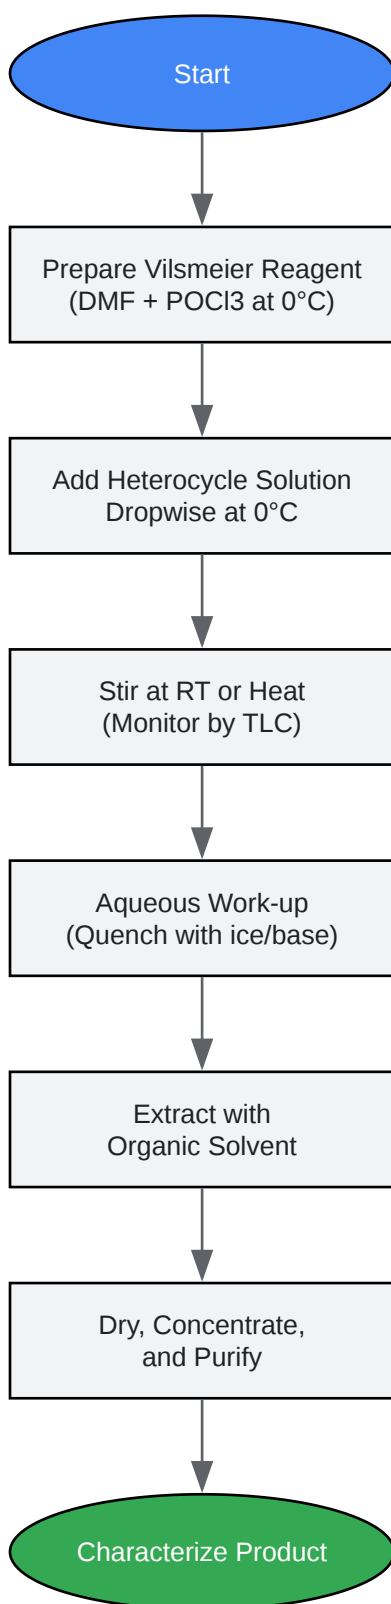 Start
Prepare Vilsmeier Reagent
(DMF + POCl3 at 0°C)
Add Heterocycle Solution
Dropwise at 0°C
Stir at RT or Heat
(Monitor by TLC)
Aqueous Work-up
(Quench with ice/base)
Extract with
Organic Solvent
Dry, Concentrate,
and Purify
Characterize Product